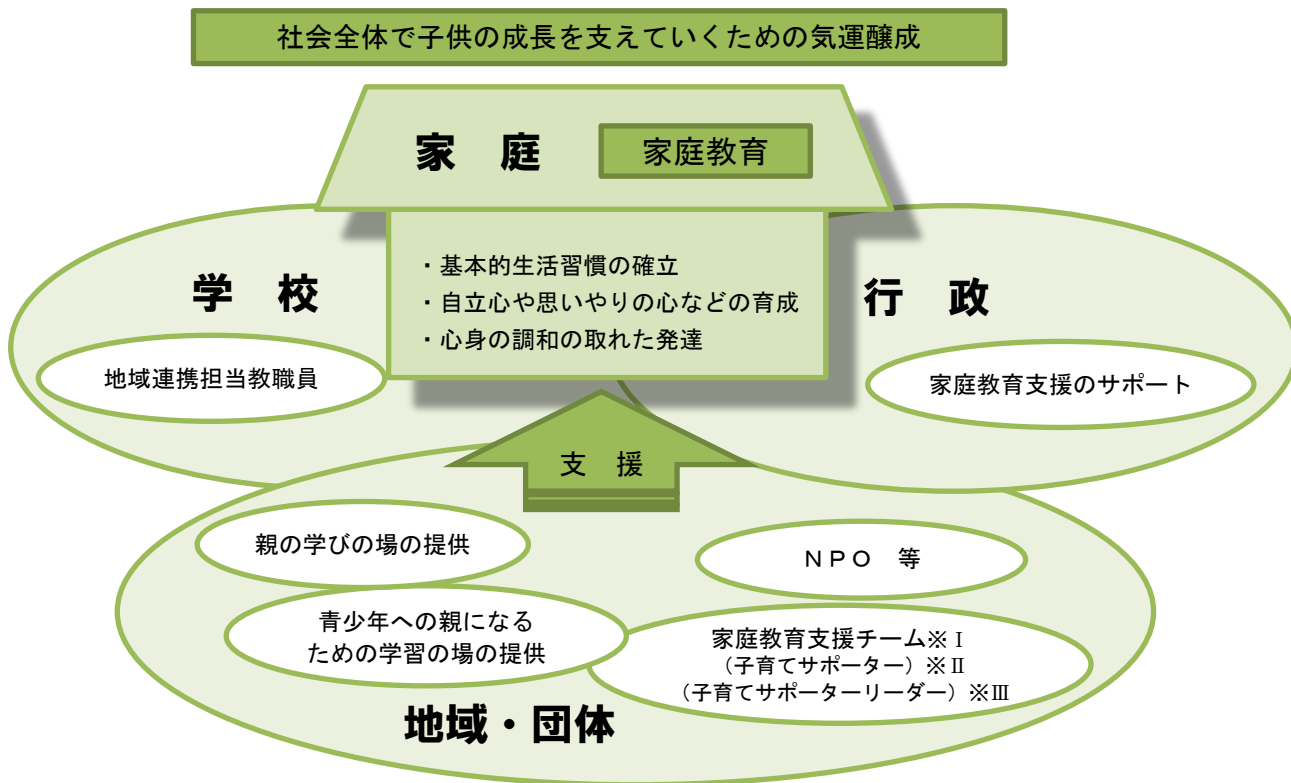 社会全体で子供の成長を支えていくための気運醸成
家　庭
家庭教育
・基本的生活習慣の確立
・自立心や思いやりの心などの育成
・心身の調和の取れた発達
学　校
地域連携担当教職員
行　政
家庭教育支援のサポート
支　援
親の学びの場の提供
ＮＰＯ　等
青少年への親になる
ための学習の場の提供
家庭教育支援チーム※Ⅰ
（子育てサポーター）※Ⅱ
（子育てサポーターリーダー）※Ⅲ
地域・団体